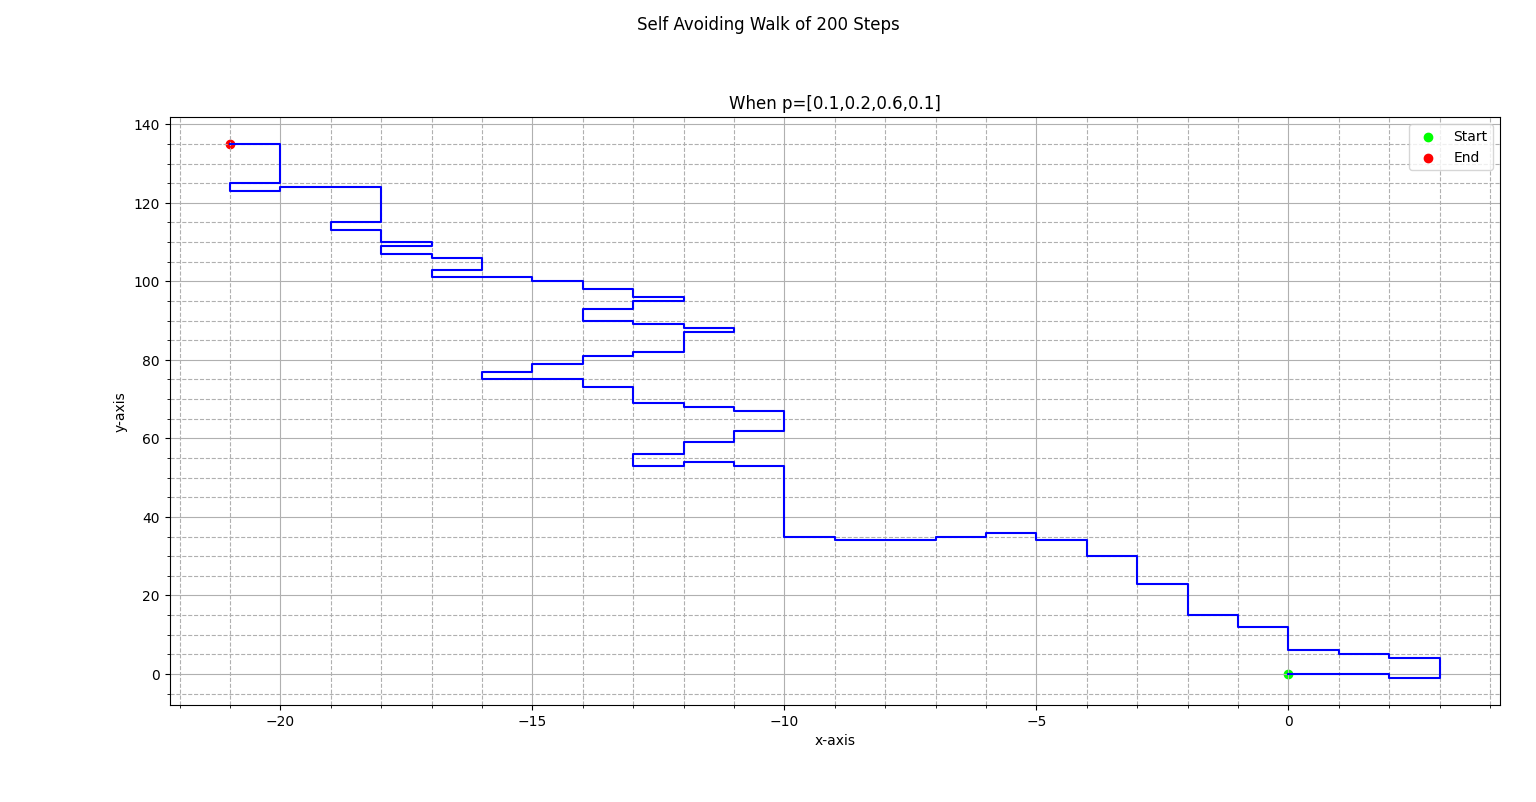 Self Avoiding Walk of 200 Steps
When p=[0.1,0.2,0.6,0.1]
Start
End
140
120
100
80
60
40
20
0
y-axis
−20
−15
−10
−5
0
x-axis